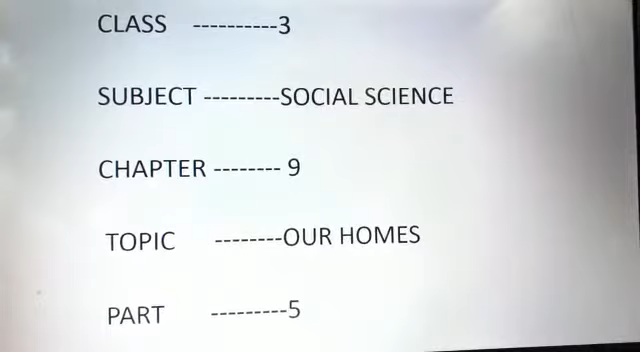 CLASS ----------3
SUBJECT ---------SOCIAL SCIENCE
CHAPTER -------- 9
TOPIC --------OUR HOMES
PART ---------5